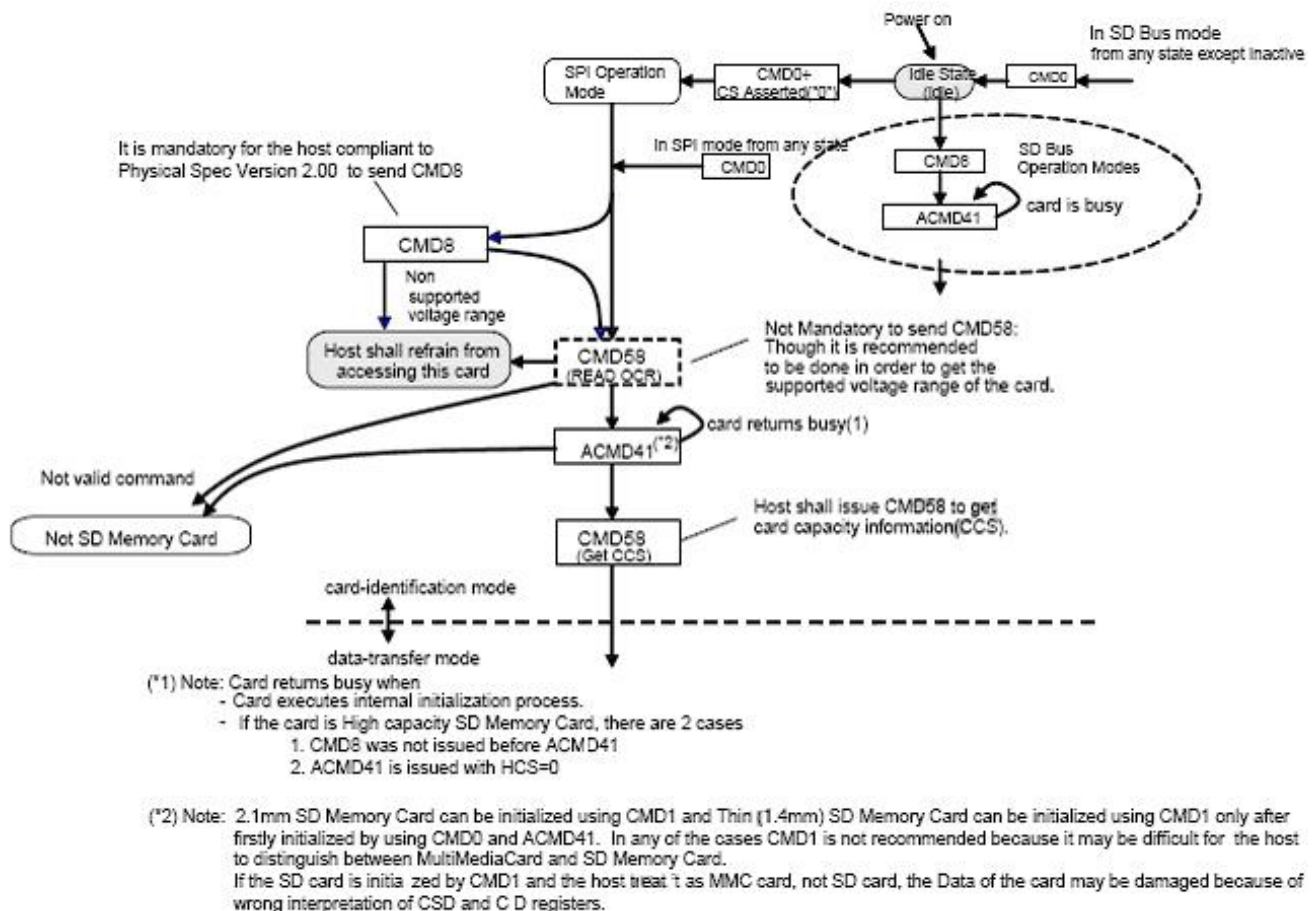 Power on
In SD Bus mode
from any state except inactive
SPI Operation
Mode
CMD0+
CS Asserted("0")
Idle State
(Idle)
CMD0
It is mandatory for the host compliant to
Physical Spec Version 2.00 to send CMD8
In SPI mode from any state
CMD0
CMD8
SD Bus
Operation Modes
ACMD41
card is busy
CMD8
Non
supported
voltage range
Host shall refrain from
accessing this card
CMD58
(READ OCR)
Not Mandatory to send CMD58:
Though it is recommended
to be done in order to get the
supported voltage range of the card.
card returns busy(1)
ACMD41(*2)
Not valid command
Not SD Memory Card
Host shall issue CMD58 to get
card capacity information(CCS).
CMD58
(Get CCS)
card-identification mode
data-transfer mode
(*1) Note: Card returns busy when
- Card executes internal initialization process.
- If the card is High capacity SD Memory Card, there are 2 cases
1. CMD8 was not issued before ACMD41
2. ACMD41 is issued with HCS=0
(*2) Note: 2.1mm SD Memory Card can be initialized using CMD1 and Thin (1.4mm) SD Memory Card can be initialized using CMD1 only after
firstly initialized by using CMD0 and ACMD41. In any of the cases CMD1 is not recommended because it may be difficult for the host
to distinguish between MultiMediaCard and SD Memory Card.
If the SD card is initia zed by CMD1 and the host treat 't as MMC card, not SD card, the Data of the card may be damaged because of
wrong interpretation of CSD and C D registers.